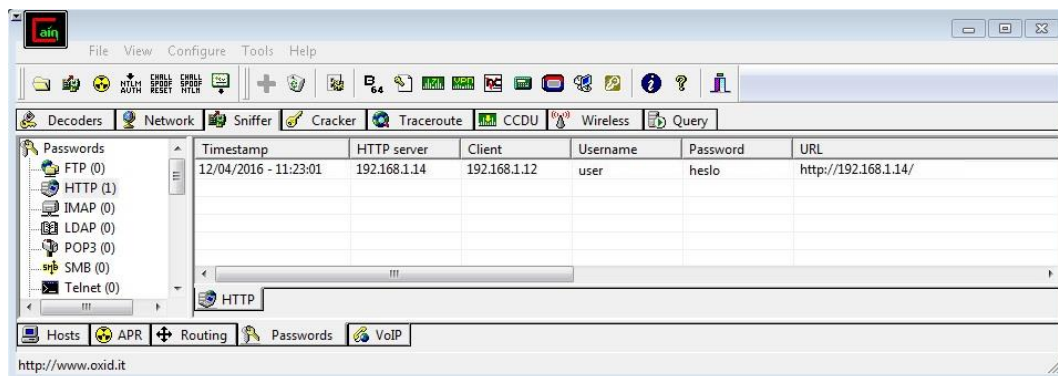 Cain
File View Configure Tools Help
NTLM AUTH CHALL SPOOF RESET CHALL SPOOF NTLM B64
Decoders Network Sniffer Cracker Traceroute CCDU Wireless Query
Passwords
FTP (0)
HTTP (1)
IMAP (0)
LDAP (0)
POP3 (0)
SMB (0)
Telnet (0)
Timestamp HTTP server Client Username Password URL
12/04/2016 - 11:23:01 192.168.1.14 192.168.1.12 user heslo http://192.168.1.14/
HTTP
Hosts APR Routing Passwords VoIP
http://www.oxid.it